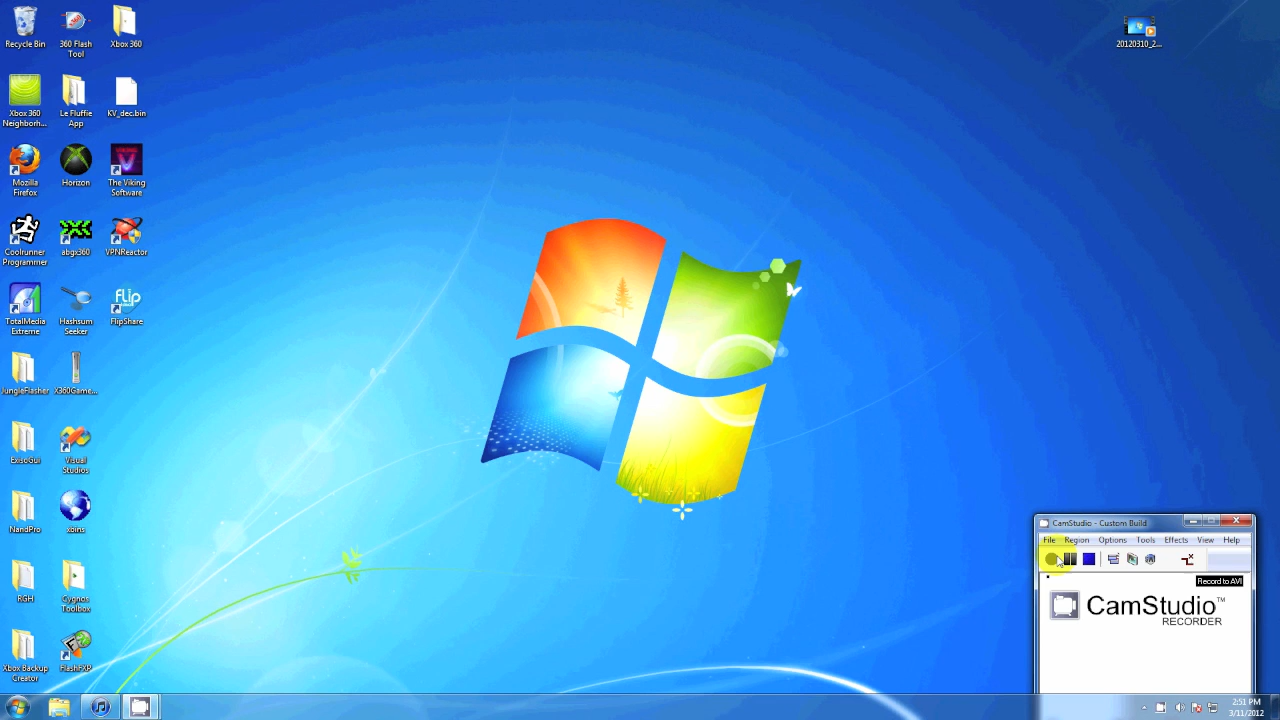 Recycle Bin
360 Flash
Tool
Xbox 360
Xbox 360
Neighborh...
Le Fluffie
App
KV_dec.bin
Mozilla
Firefox
Horizon
The Viking
Software
Coolrunner
Programmer
abgx360
VPNReactor
TotalMedia
Extreme
Hashsum
Seeker
flip
FlipShare
JungleFlasher
X360Game...
ExisoGui
Visual
Studios
NandPro
xbins
RGH
Cygnos
Toolbox
Xbox Backup
Creator
FlashFXP
20120310_2...
CamStudio - Custom Build
File Region Options Tools Effects View Help
Record to AVI
CamStudio™
RECORDER
2:51 PM
3/11/2012